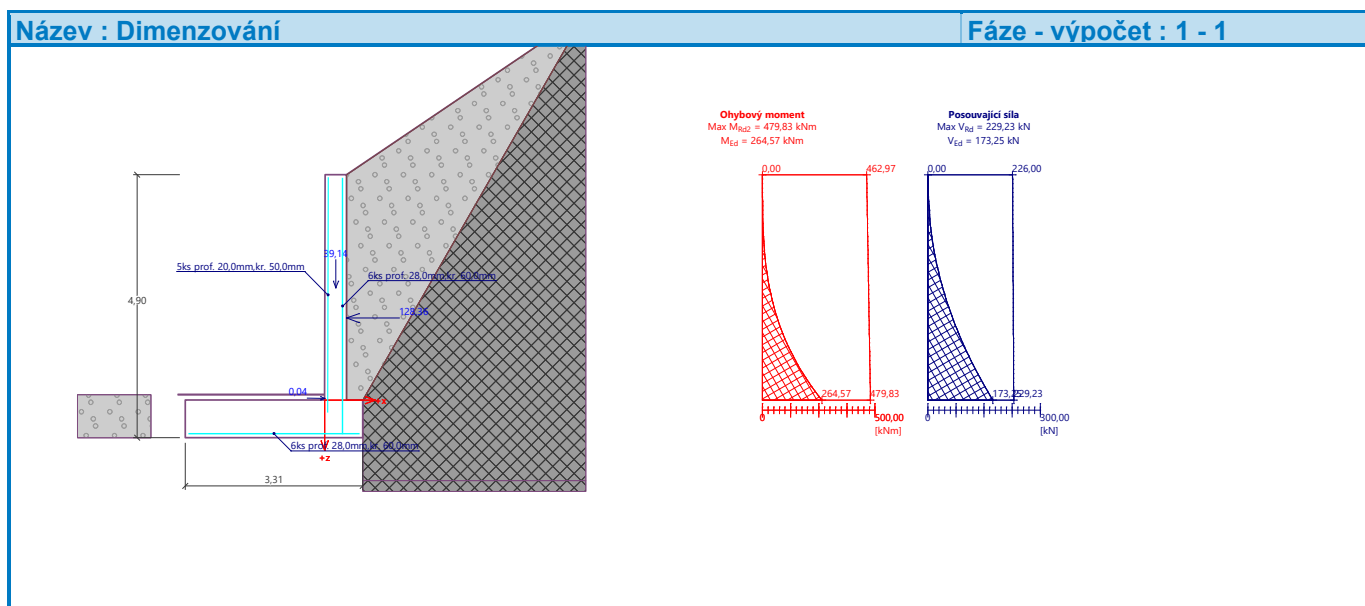 Název : Dimenzování
Fáze - výpočet : 1 - 1
Ohybový moment
Max MRd2 = 479,83 kNm
MEd = 264,57 kNm
Posouvající síla
Max VRd = 229,23 kN
VEd = 173,25 kN
0,00
462,97
0,00
226,00
39,14
5ks prof. 20,0mm,kr. 50,0mm
6ks prof. 28,0mm,kr. 60,0mm
4,90
128,36
0,04
+x
264,57
479,83
173,25
229,23
0
500,00
[kNm]
0
300,00
[kN]
6ks prof. 28,0mm,kr. 60,0mm
+z
3,31